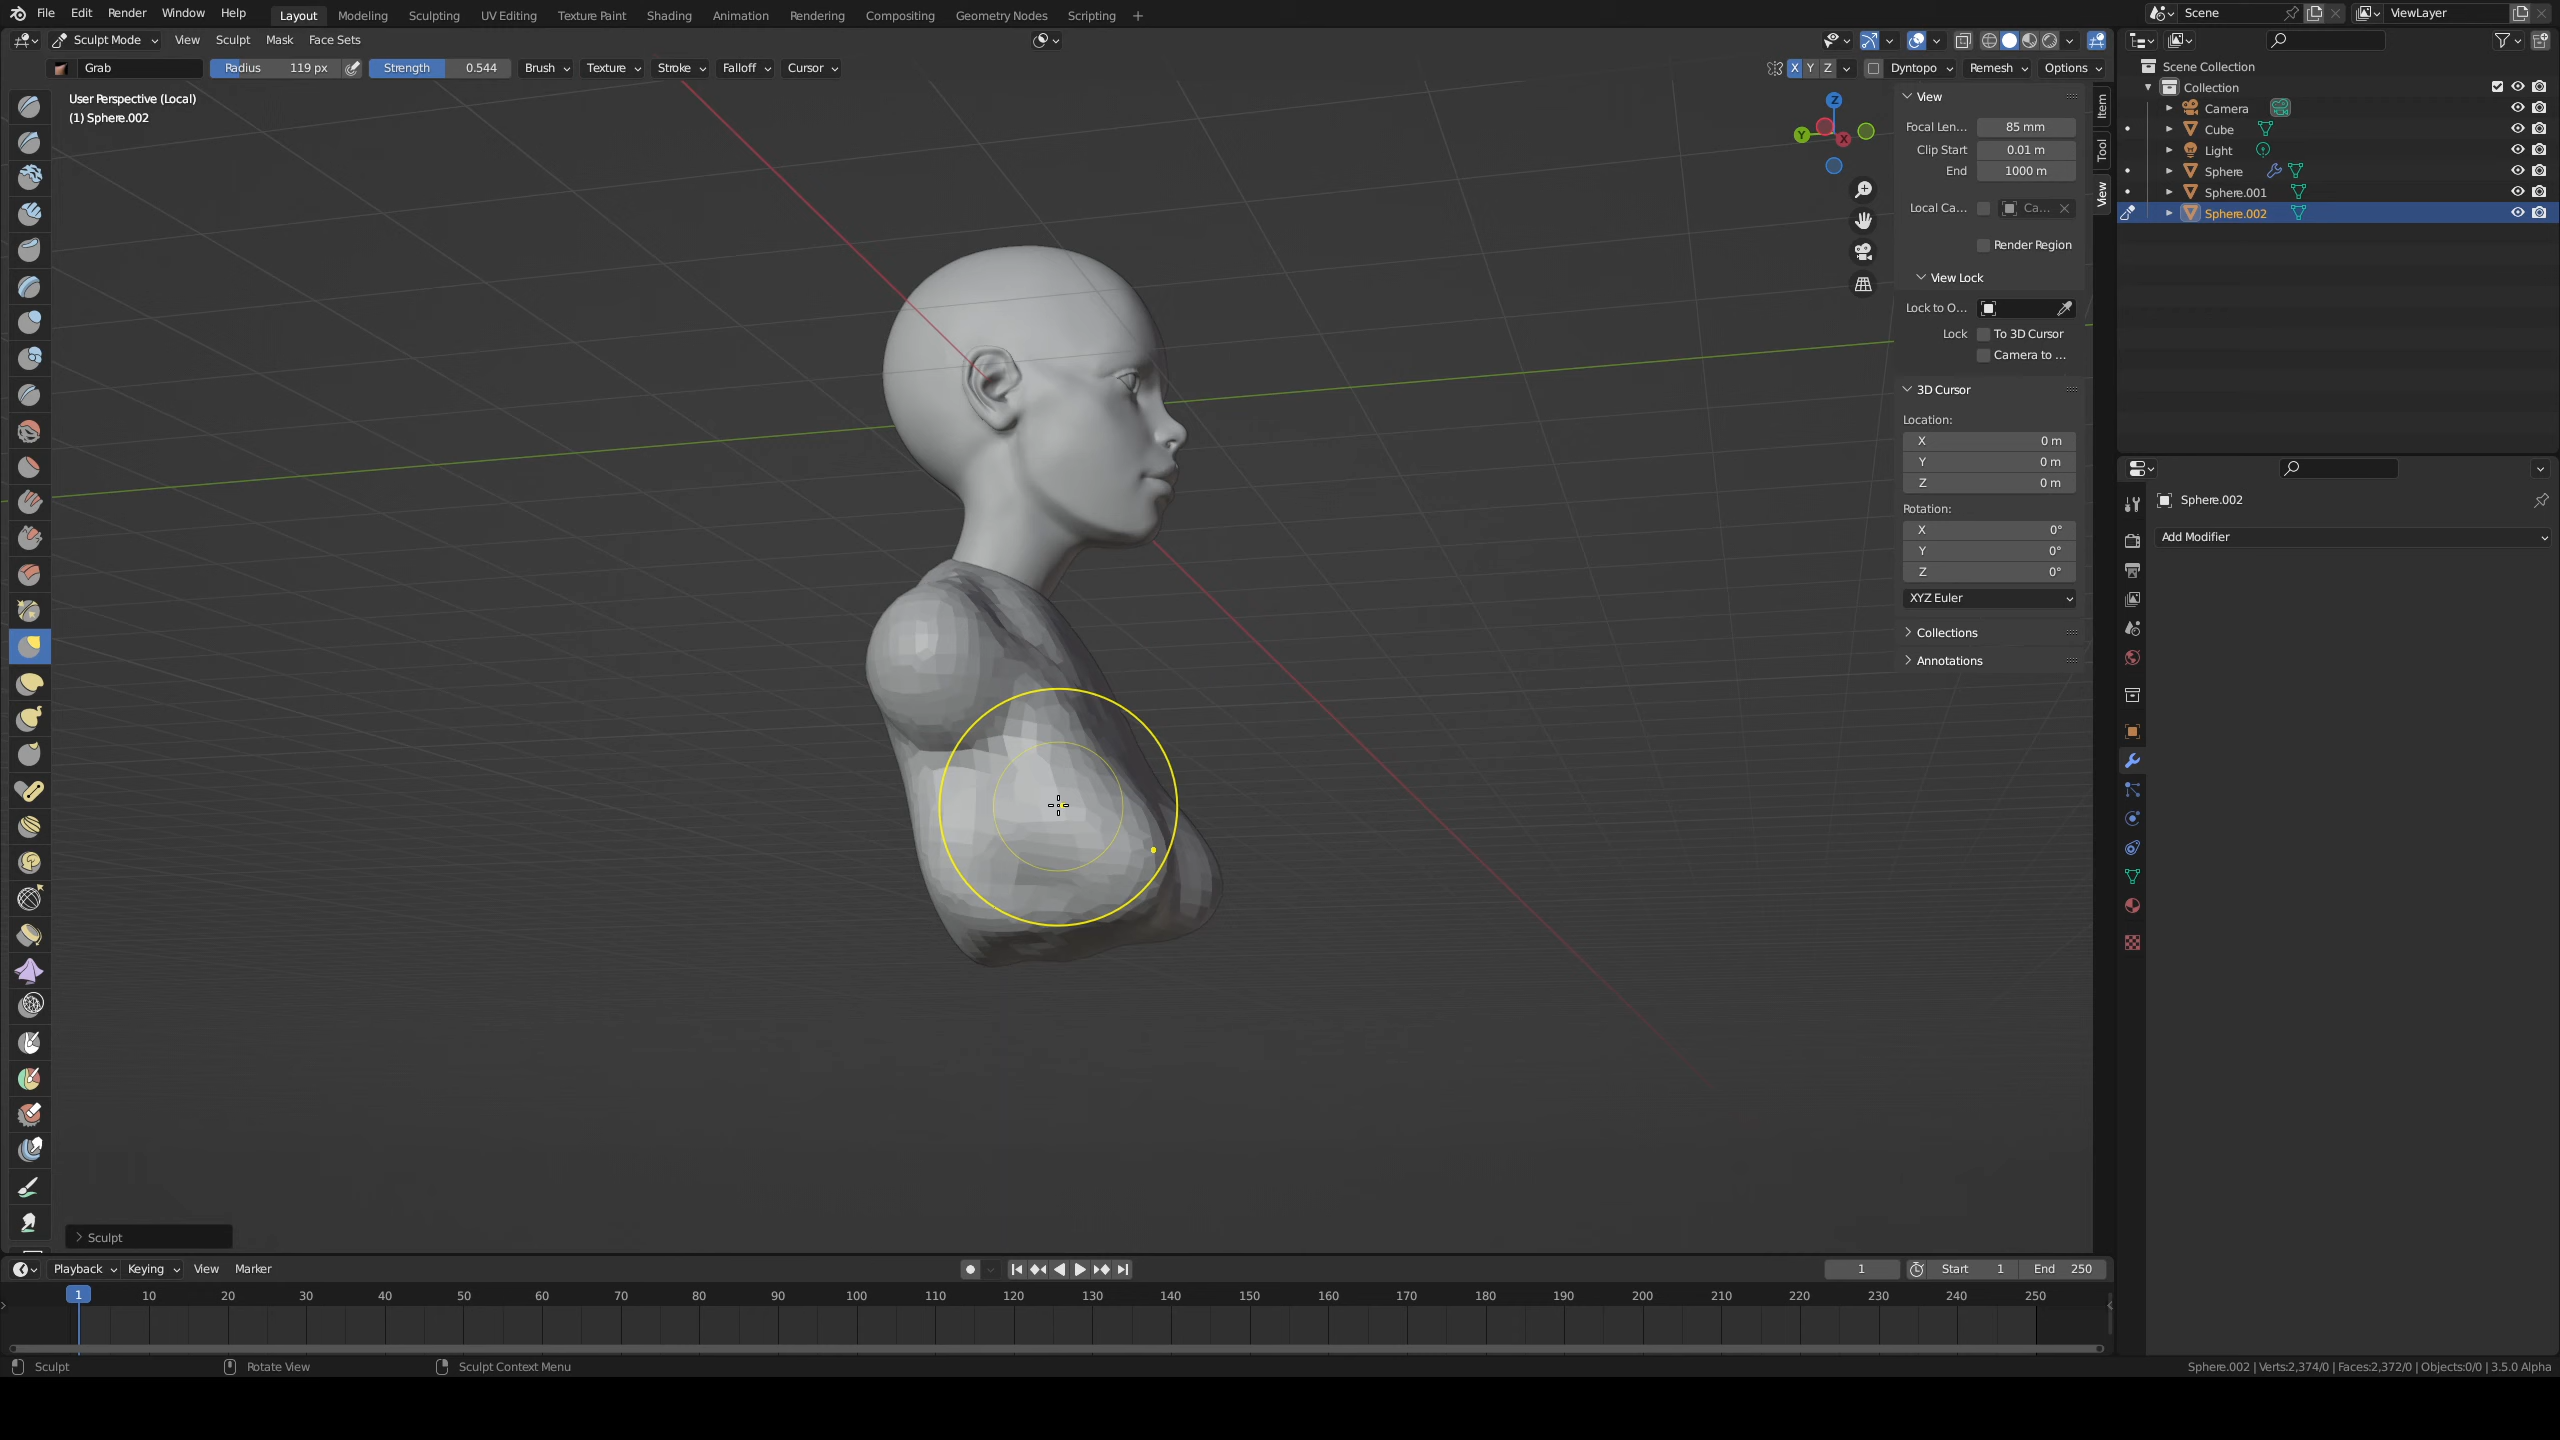 File Edit Render Window Help Layout Modeling Sculpting UV Editing Texture Paint Shading Animation Rendering Compositing Geometry Nodes Scripting + Scene ViewLayer
Sculpt Mode View Sculpt Mask Face Sets
Grab Radius 119 px Strength 0.544 Brush Texture Stroke Falloff Cursor X Y Z Dyntopo Remesh Options
User Perspective (Local)
(1) Sphere.002
Z
Y
X
View
Focal Len... 85 mm
Clip Start 0.01 m
End 1000 m
Local Ca... Ca...
Render Region
View Lock
Lock to O...
Lock To 3D Cursor
Camera to ...
3D Cursor
Location:
X 0 m
Y 0 m
Z 0 m
Rotation:
X 0°
Y 0°
Z 0°
XYZ Euler
Collections
Annotations
Item
Tool
View
Scene Collection
Collection
Camera
Cube
Light
Sphere
Sphere.001
Sphere.002
Sphere.002
Add Modifier
Sculpt
Playback Keying View Marker 1 Start 1 End 250
1 10 20 30 40 50 60 70 80 90 100 110 120 130 140 150 160 170 180 190 200 210 220 230 240 250
Sculpt Rotate View Sculpt Context Menu Sphere.002 | Verts:2,374/0 | Faces:2,372/0 | Objects:0/0 | 3.5.0 Alpha